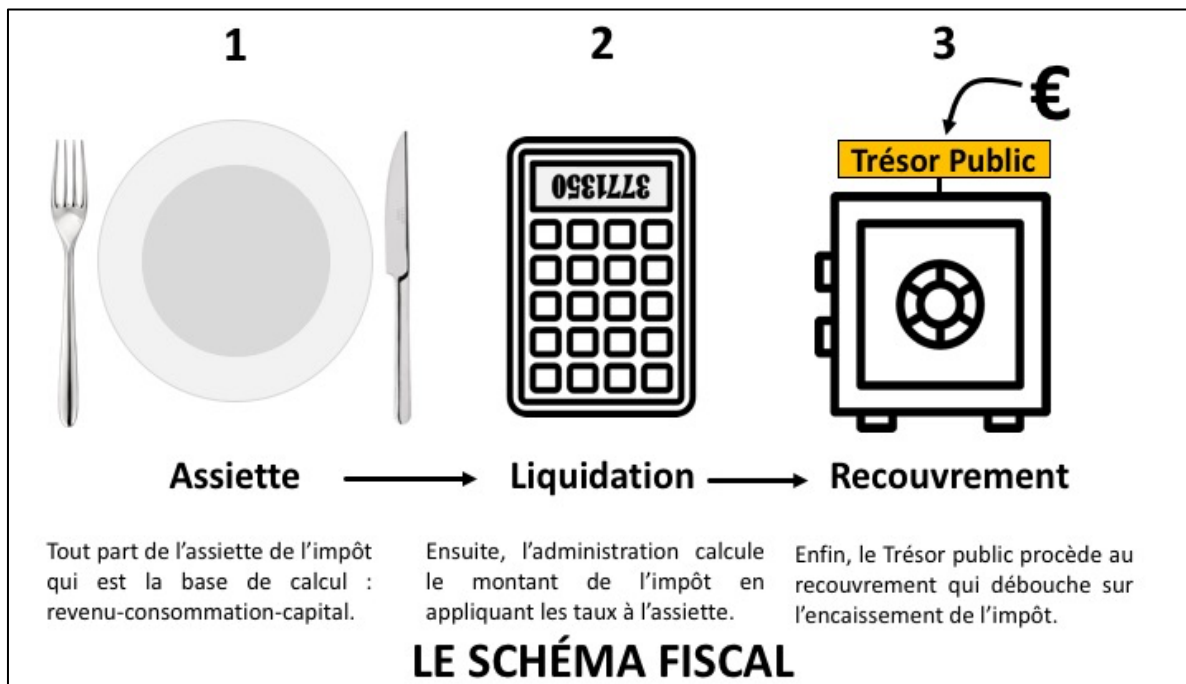 1
2
3
€
Trésor Public
3771350
Assiette
Liquidation
Recouvrement
Tout part de l’assiette de l’impôt
qui est la base de calcul :
revenu-consommation-capital.
Ensuite, l’administration calcule
le montant de l’impôt en
appliquant les taux à l’assiette.
Enfin, le Trésor public procède au
recouvrement qui débouche sur
l’encaissement de l’impôt.
LE SCHÉMA FISCAL